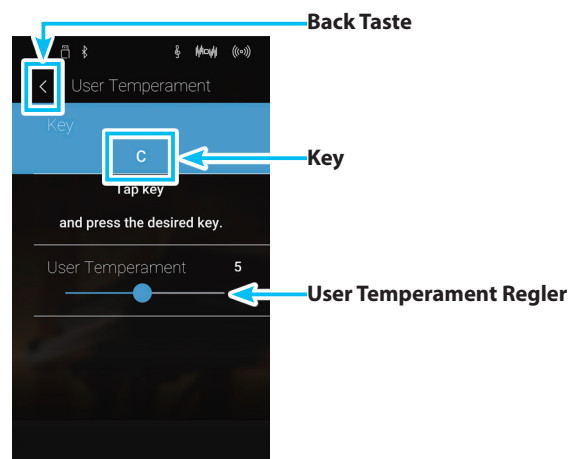 Back Taste
User Temperament
Key
C
Key
Tap key
and press the desired key.
User Temperament 5
User Temperament Regler